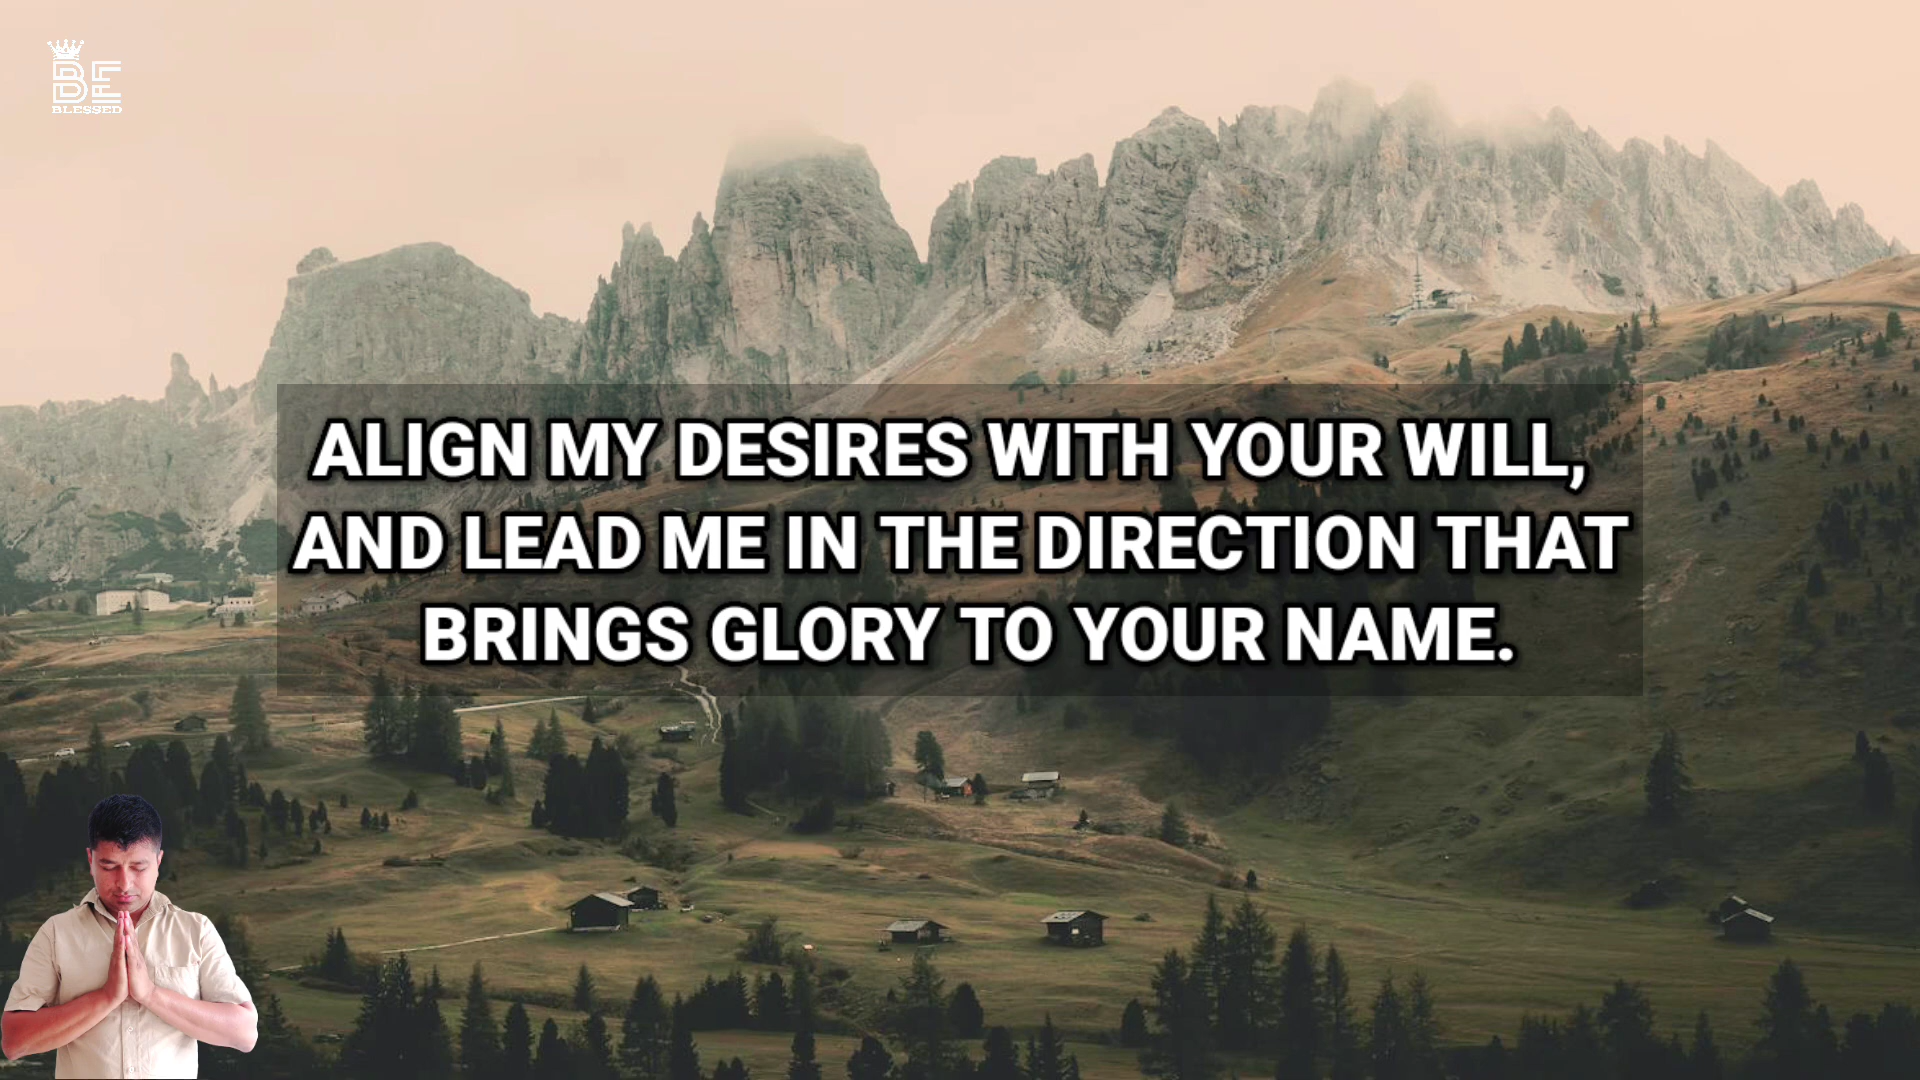 BE
BLESSED
ALIGN MY DESIRES WITH YOUR WILL,
AND LEAD ME IN THE DIRECTION THAT
BRINGS GLORY TO YOUR NAME.